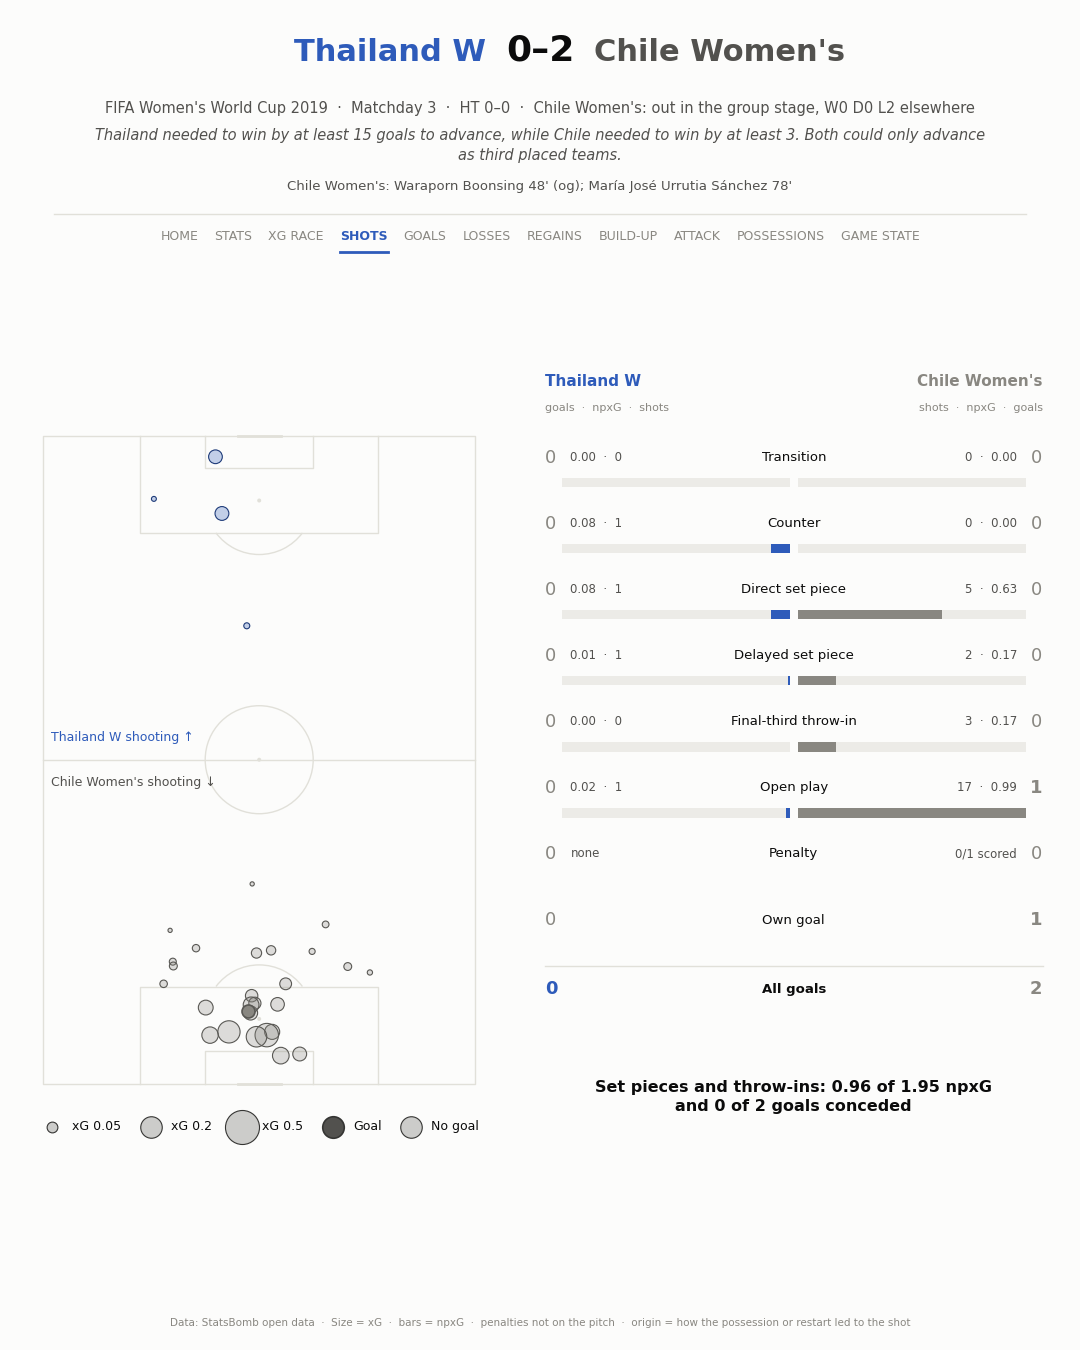 Thailand W 0–2 Chile Women's
FIFA Women's World Cup 2019 · Matchday 3 · HT 0–0 · Chile Women's: out in the group stage, W0 D0 L2 elsewhere
Thailand needed to win by at least 15 goals to advance, while Chile needed to win by at least 3. Both could only advance
as third placed teams.
Chile Women's: Waraporn Boonsing 48' (og); María José Urrutia Sánchez 78'
HOME STATS XG RACE SHOTS GOALS LOSSES REGAINS BUILD-UP ATTACK POSSESSIONS GAME STATE
Thailand W Chile Women's
goals · npxG · shots shots · npxG · goals
0 0.00 · 0 Transition 0 · 0.00 0
0 0.08 · 1 Counter 0 · 0.00 0
0 0.08 · 1 Direct set piece 5 · 0.63 0
0 0.01 · 1 Delayed set piece 2 · 0.17 0
0 0.00 · 0 Final-third throw-in 3 · 0.17 0
0 0.02 · 1 Open play 17 · 0.99 1
0 none Penalty 0/1 scored 0
0 Own goal 1
0 All goals 2
Thailand W shooting ↑
Chile Women's shooting ↓
xG 0.05 xG 0.2 xG 0.5 Goal No goal
Set pieces and throw-ins: 0.96 of 1.95 npxG
and 0 of 2 goals conceded
Data: StatsBomb open data · Size = xG · bars = npxG · penalties not on the pitch · origin = how the possession or restart led to the shot